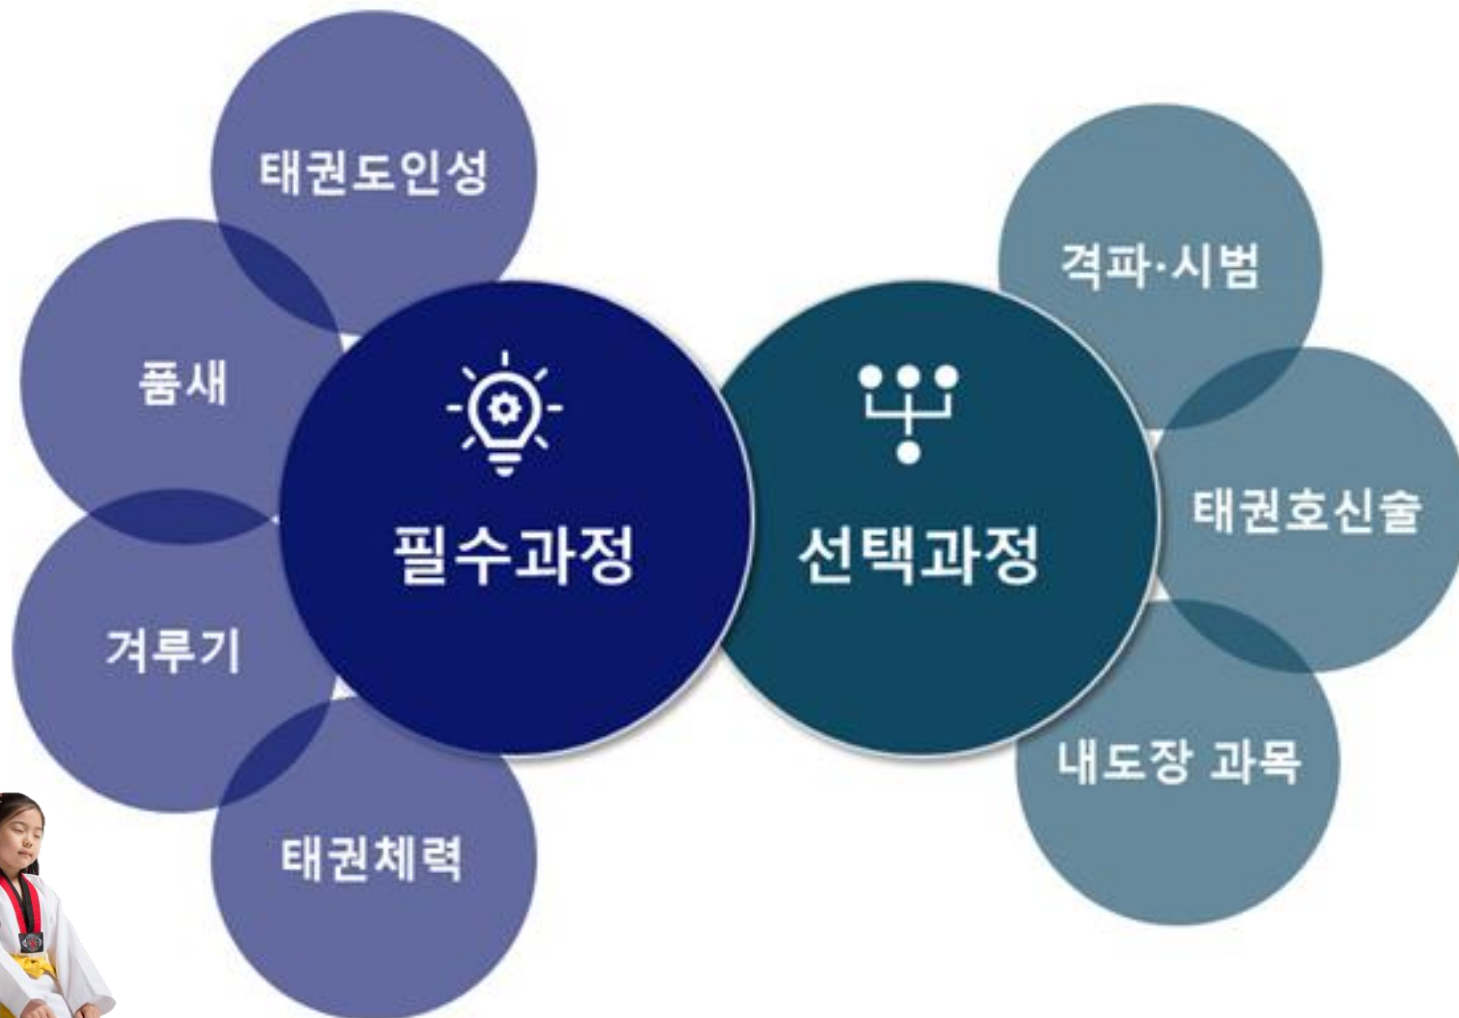 태권도인성
품새
겨루기
태권체력
필수과정
선택과정
격파·시범
태권호신술
내도장 과목